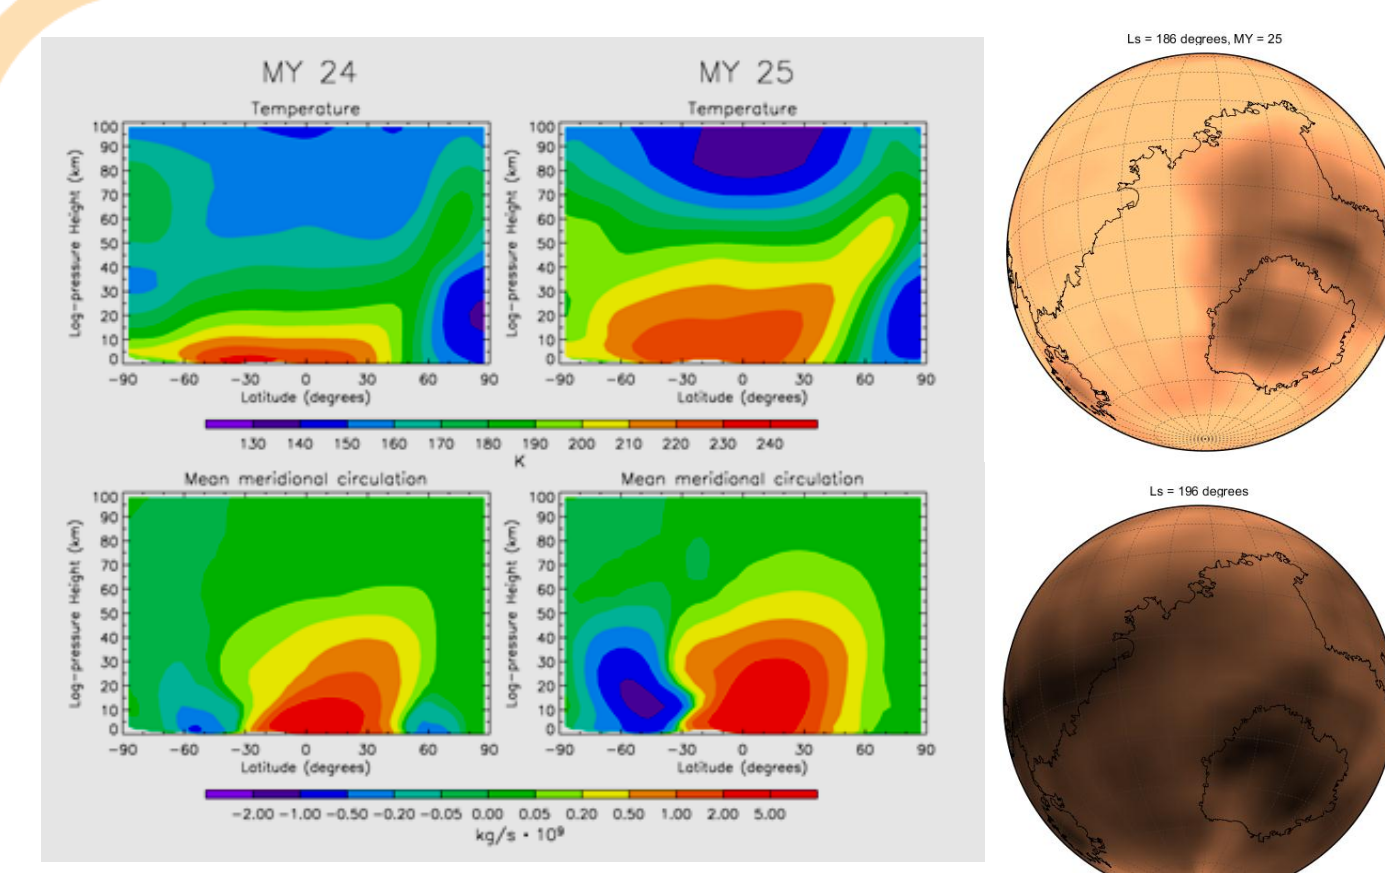 MY 24
MY 25
Temperature
Temperature
Log-pressure Height (km)
100
90
80
70
60
50
40
30
20
10
0
-90 -60 -30 0 30 60 90
Latitude (degrees)
Log-pressure Height (km)
100
90
80
70
60
50
40
30
20
10
0
-90 -60 -30 0 30 60 90
Latitude (degrees)
130 140 150 160 170 180 190 200 210 220 230 240
K
Mean meridional circulation
Mean meridional circulation
Log-pressure Height (km)
100
90
80
70
60
50
40
30
20
10
0
-90 -60 -30 0 30 60 90
Latitude (degrees)
Log-pressure Height (km)
100
90
80
70
60
50
40
30
20
10
0
-90 -60 -30 0 30 60 90
Latitude (degrees)
-2.00 -1.00 -0.50 -0.20 -0.05 0.00 0.05 0.20 0.50 1.00 2.00 5.00
kg/s • 10⁹
Ls = 186 degrees, MY = 25
Ls = 196 degrees